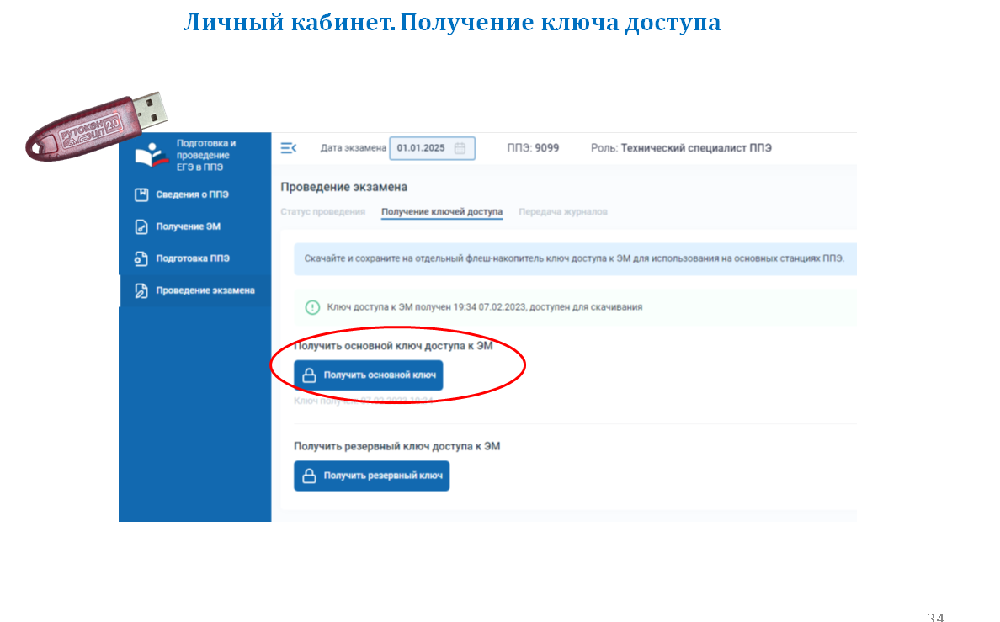 Личный кабинет. Получение ключа доступа
РУТОКЕН
ЭЦП 2.0
Подготовка и
проведение
ЕГЭ в ППЭ
Сведения о ППЭ
Получение ЭМ
Подготовка ППЭ
Проведение экзамена
Дата экзамена 01.01.2025 ППЭ: 9099 Роль: Технический специалист ППЭ
Проведение экзамена
Статус проведения Получение ключей доступа Передача журналов
Скачайте и сохраните на отдельный флеш-накопитель ключ доступа к ЭМ для использования на основных станциях ППЭ.
Ключ доступа к ЭМ получен 19:34 07.02.2023, доступен для скачивания
Получить основной ключ доступа к ЭМ
Получить основной ключ
Ключ получен 07.02.2023
Получить резервный ключ доступа к ЭМ
Получить резервный ключ
34